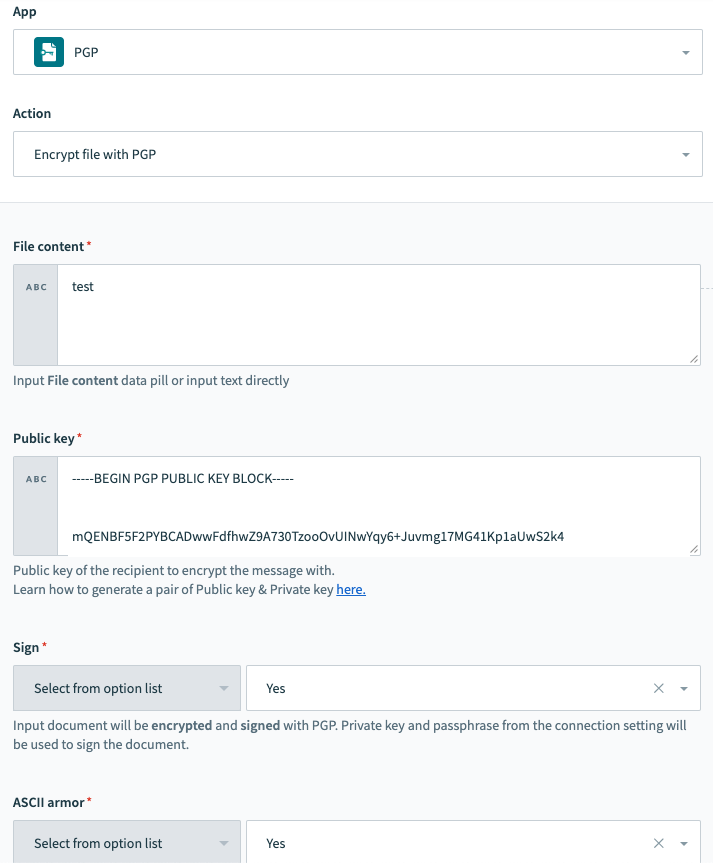 App
PGP
Action
Encrypt file with PGP
File content*
ABC
test
Input File content data pill or input text directly
Public key*
ABC
-----BEGIN PGP PUBLIC KEY BLOCK-----
mQENBF5F2PYBCADwwFdfhwZ9A730TzooOvUINwYqy6+Juvmg17MG41Kp1aUwS2k4
Public key of the recipient to encrypt the message with.
Learn how to generate a pair of Public key & Private key here.
Sign*
Select from option list
Yes
Input document will be encrypted and signed with PGP. Private key and passphrase from the connection setting will
be used to sign the document.
ASCII armor*
Select from option list
Yes